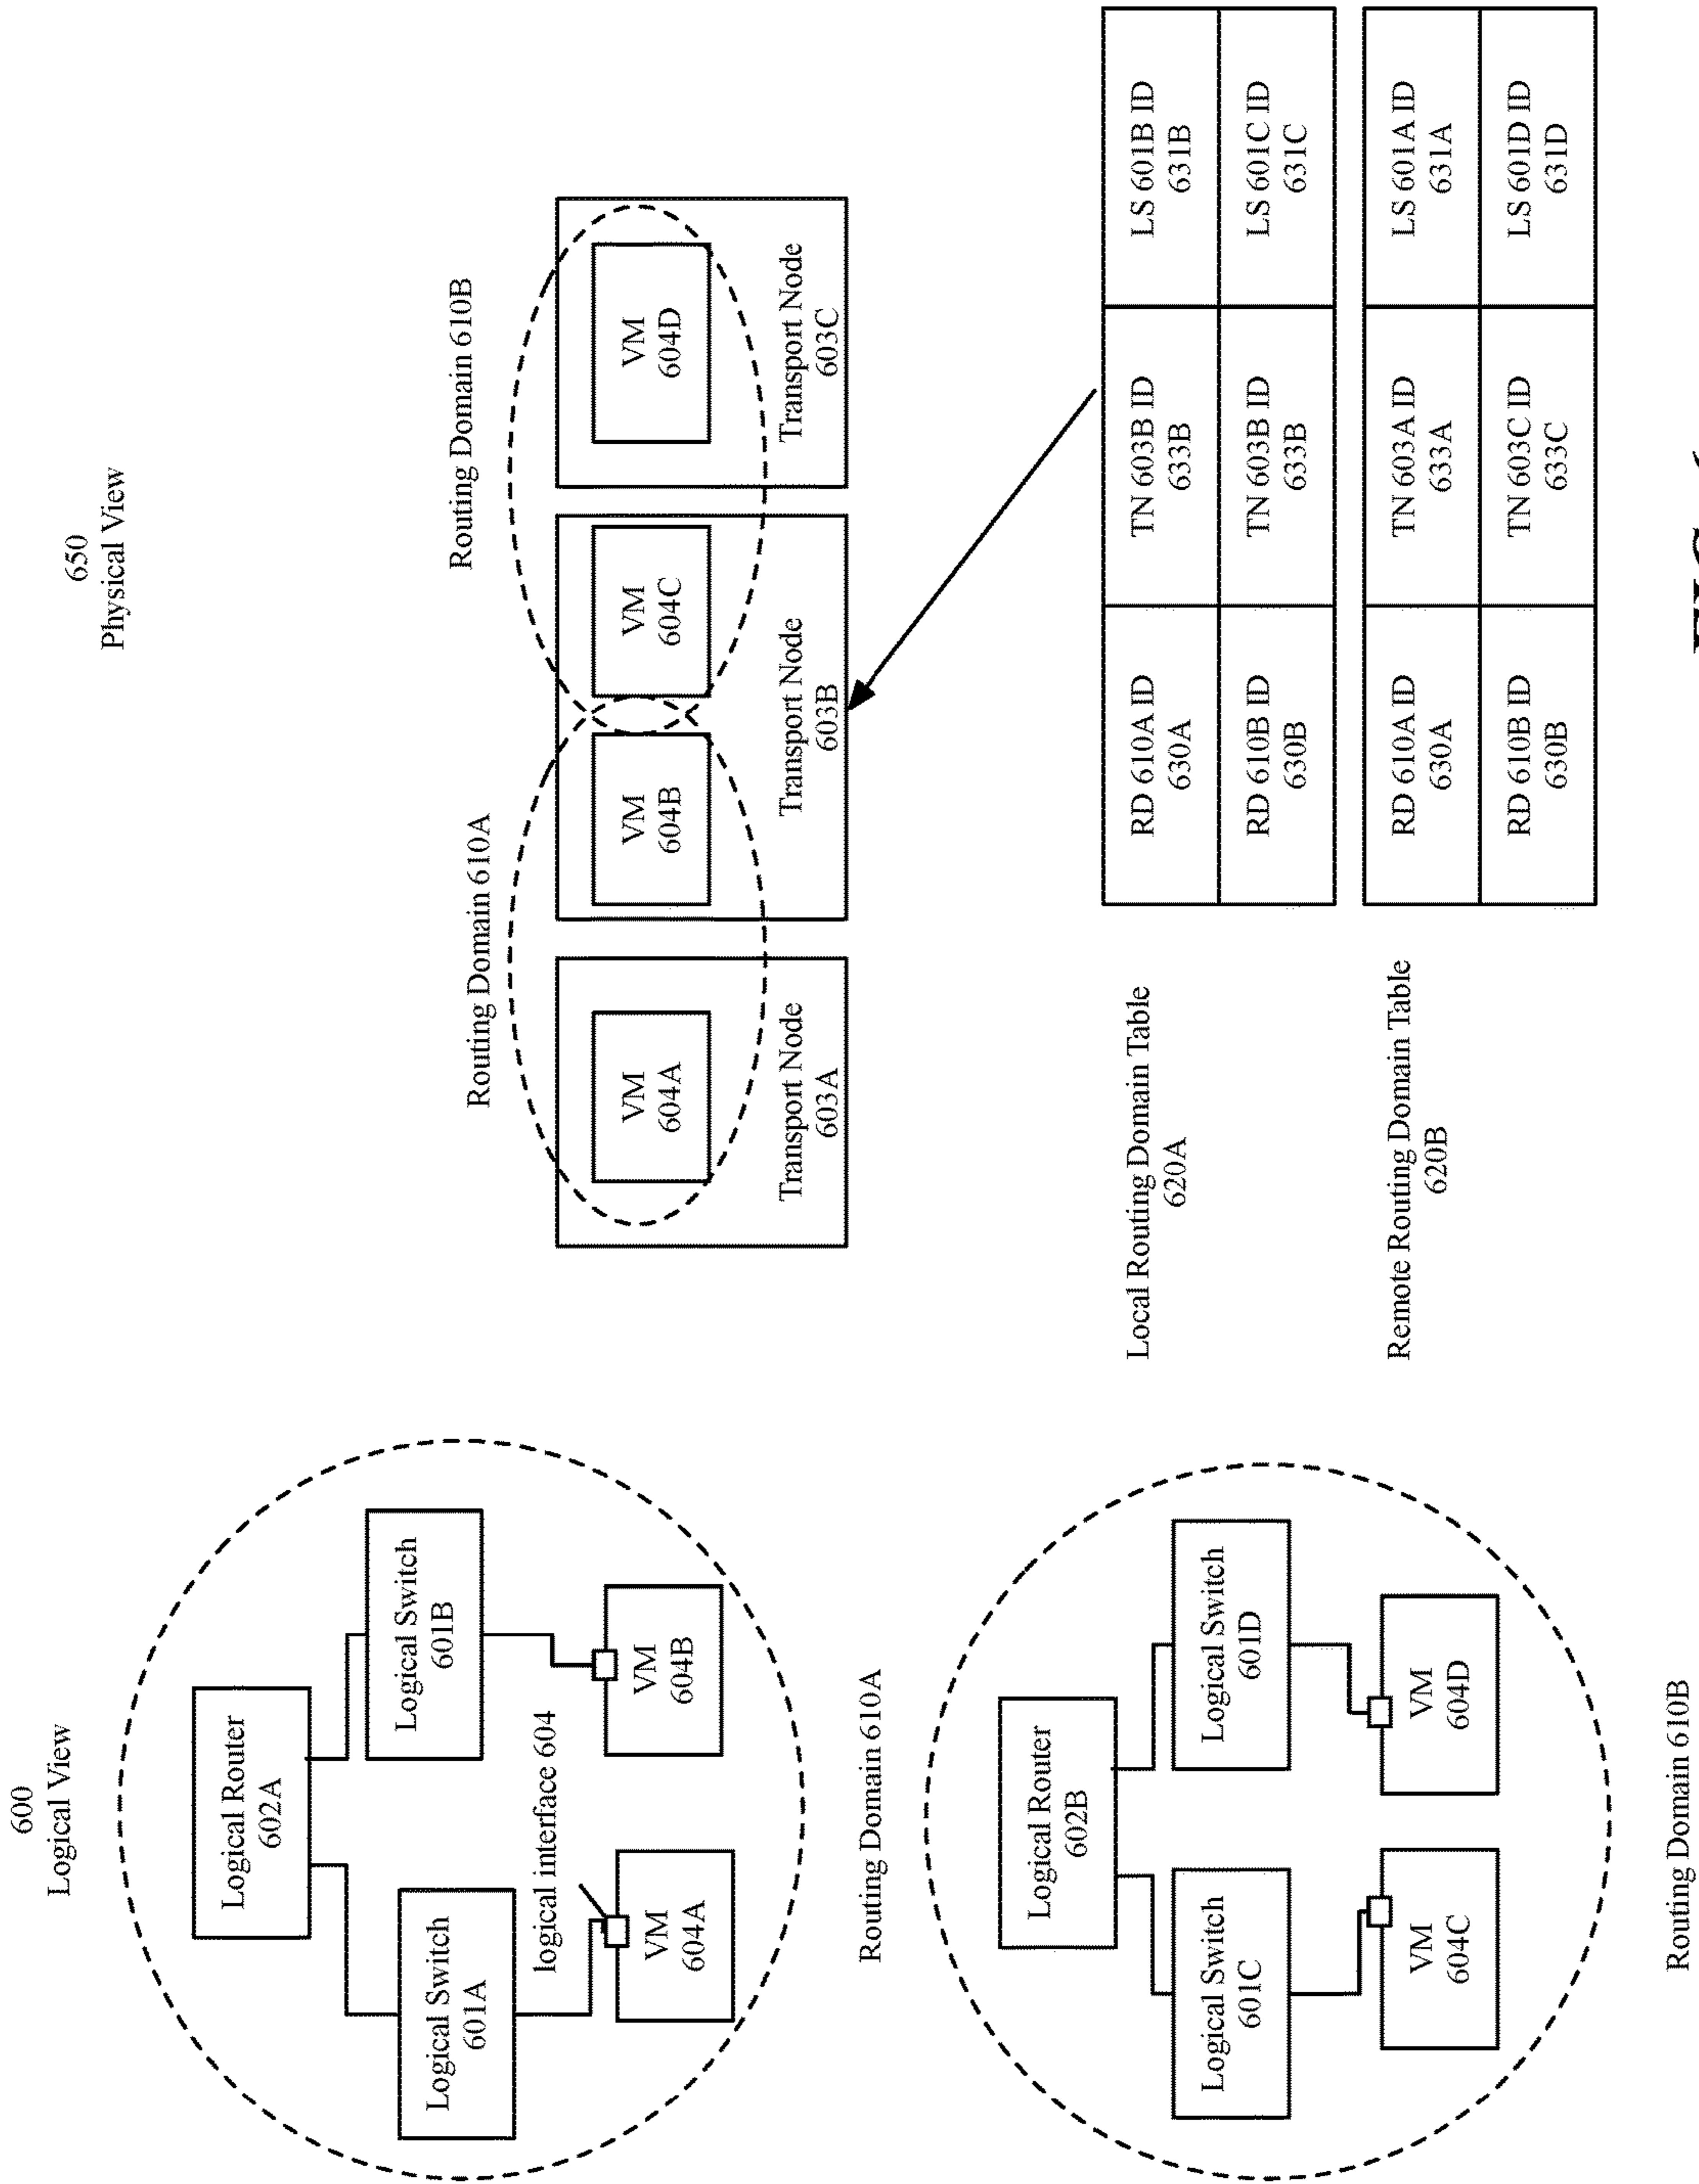 600
Logical View
Logical Router
602A
Logical Switch
601A
Logical Switch
601B
logical interface 604
VM
604A
VM
604B
Routing Domain 610A
Logical Router
602B
Logical Switch
601C
Logical Switch
601D
VM
604C
VM
604D
Routing Domain 610B
650
Physical View
Routing Domain 610A
Routing Domain 610B
VM
604A
VM
604B
VM
604C
VM
604D
Transport Node
603A
Transport Node
603B
Transport Node
603C
Local Routing Domain Table
620A
RD 610A ID
630A
TN 603B ID
633B
LS 601B ID
631B
RD 610B ID
630B
TN 603B ID
633B
LS 601C ID
631C
Remote Routing Domain Table
620B
RD 610A ID
630A
TN 603A ID
633A
LS 601A ID
631A
RD 610B ID
630B
TN 603C ID
633C
LS 601D ID
631D